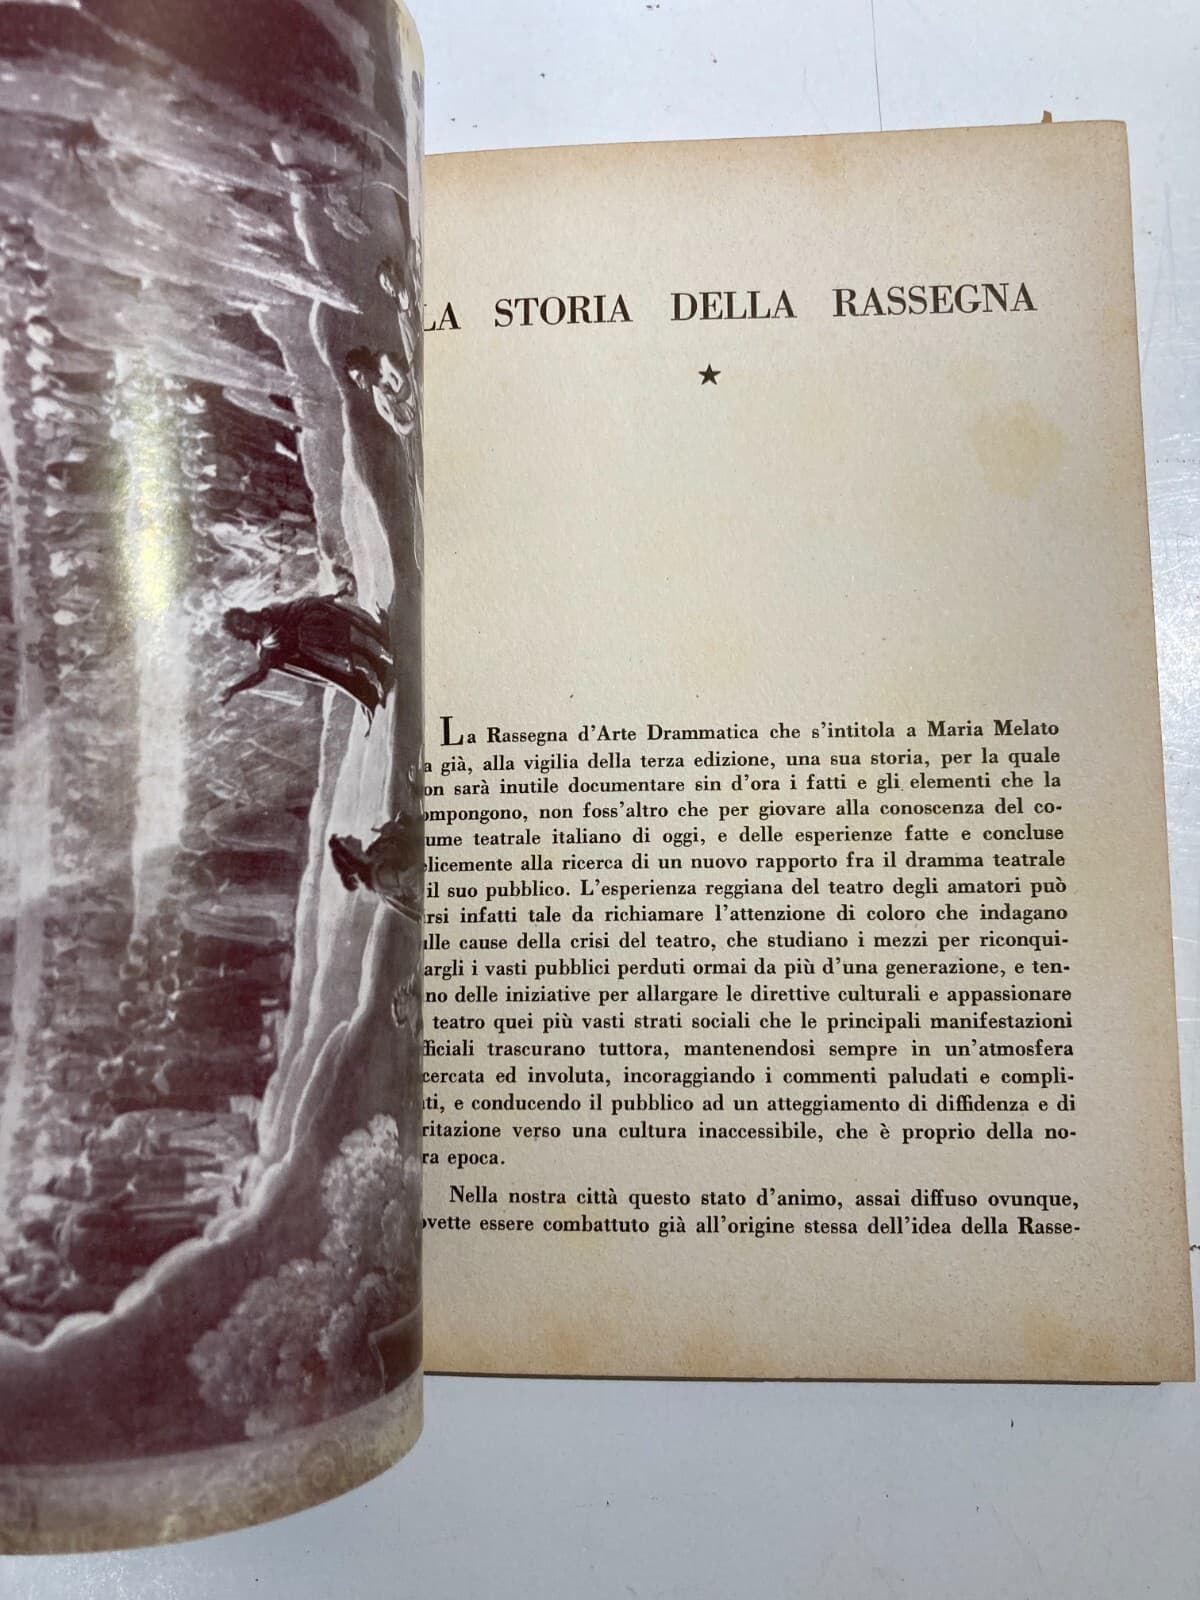 LA STORIA DELLA RASSEGNA
★
La Rassegna d'Arte Drammatica che s'intitola a Maria Melato
a già, alla vigilia della terza edizione, una sua storia, per la quale
on sarà inutile documentare sin d'ora i fatti e gli elementi che la
ompongono, non foss'altro che per giovare alla conoscenza del co-
ume teatrale italiano di oggi, e delle esperienze fatte e concluse
elicemente alla ricerca di un nuovo rapporto fra il dramma teatrale
il suo pubblico. L'esperienza reggiana del teatro degli amatori può
rsi infatti tale da richiamare l'attenzione di coloro che indagano
ulle cause della crisi del teatro, che studiano i mezzi per riconqui-
argli i vasti pubblici perduti ormai da più d'una generazione, e ten-
no delle iniziative per allargare le direttive culturali e appassionare
teatro quei più vasti strati sociali che le principali manifestazioni
fficiali trascurano tuttora, mantenendosi sempre in un'atmosfera
cercata ed involuta, incoraggiando i commenti paludati e compli-
ti, e conducendo il pubblico ad un atteggiamento di diffidenza e di
ritazione verso una cultura inaccessibile, che è proprio della no-
ra epoca.
Nella nostra città questo stato d'animo, assai diffuso ovunque,
ovette essere combattuto già all'origine stessa dell'idea della Rasse-